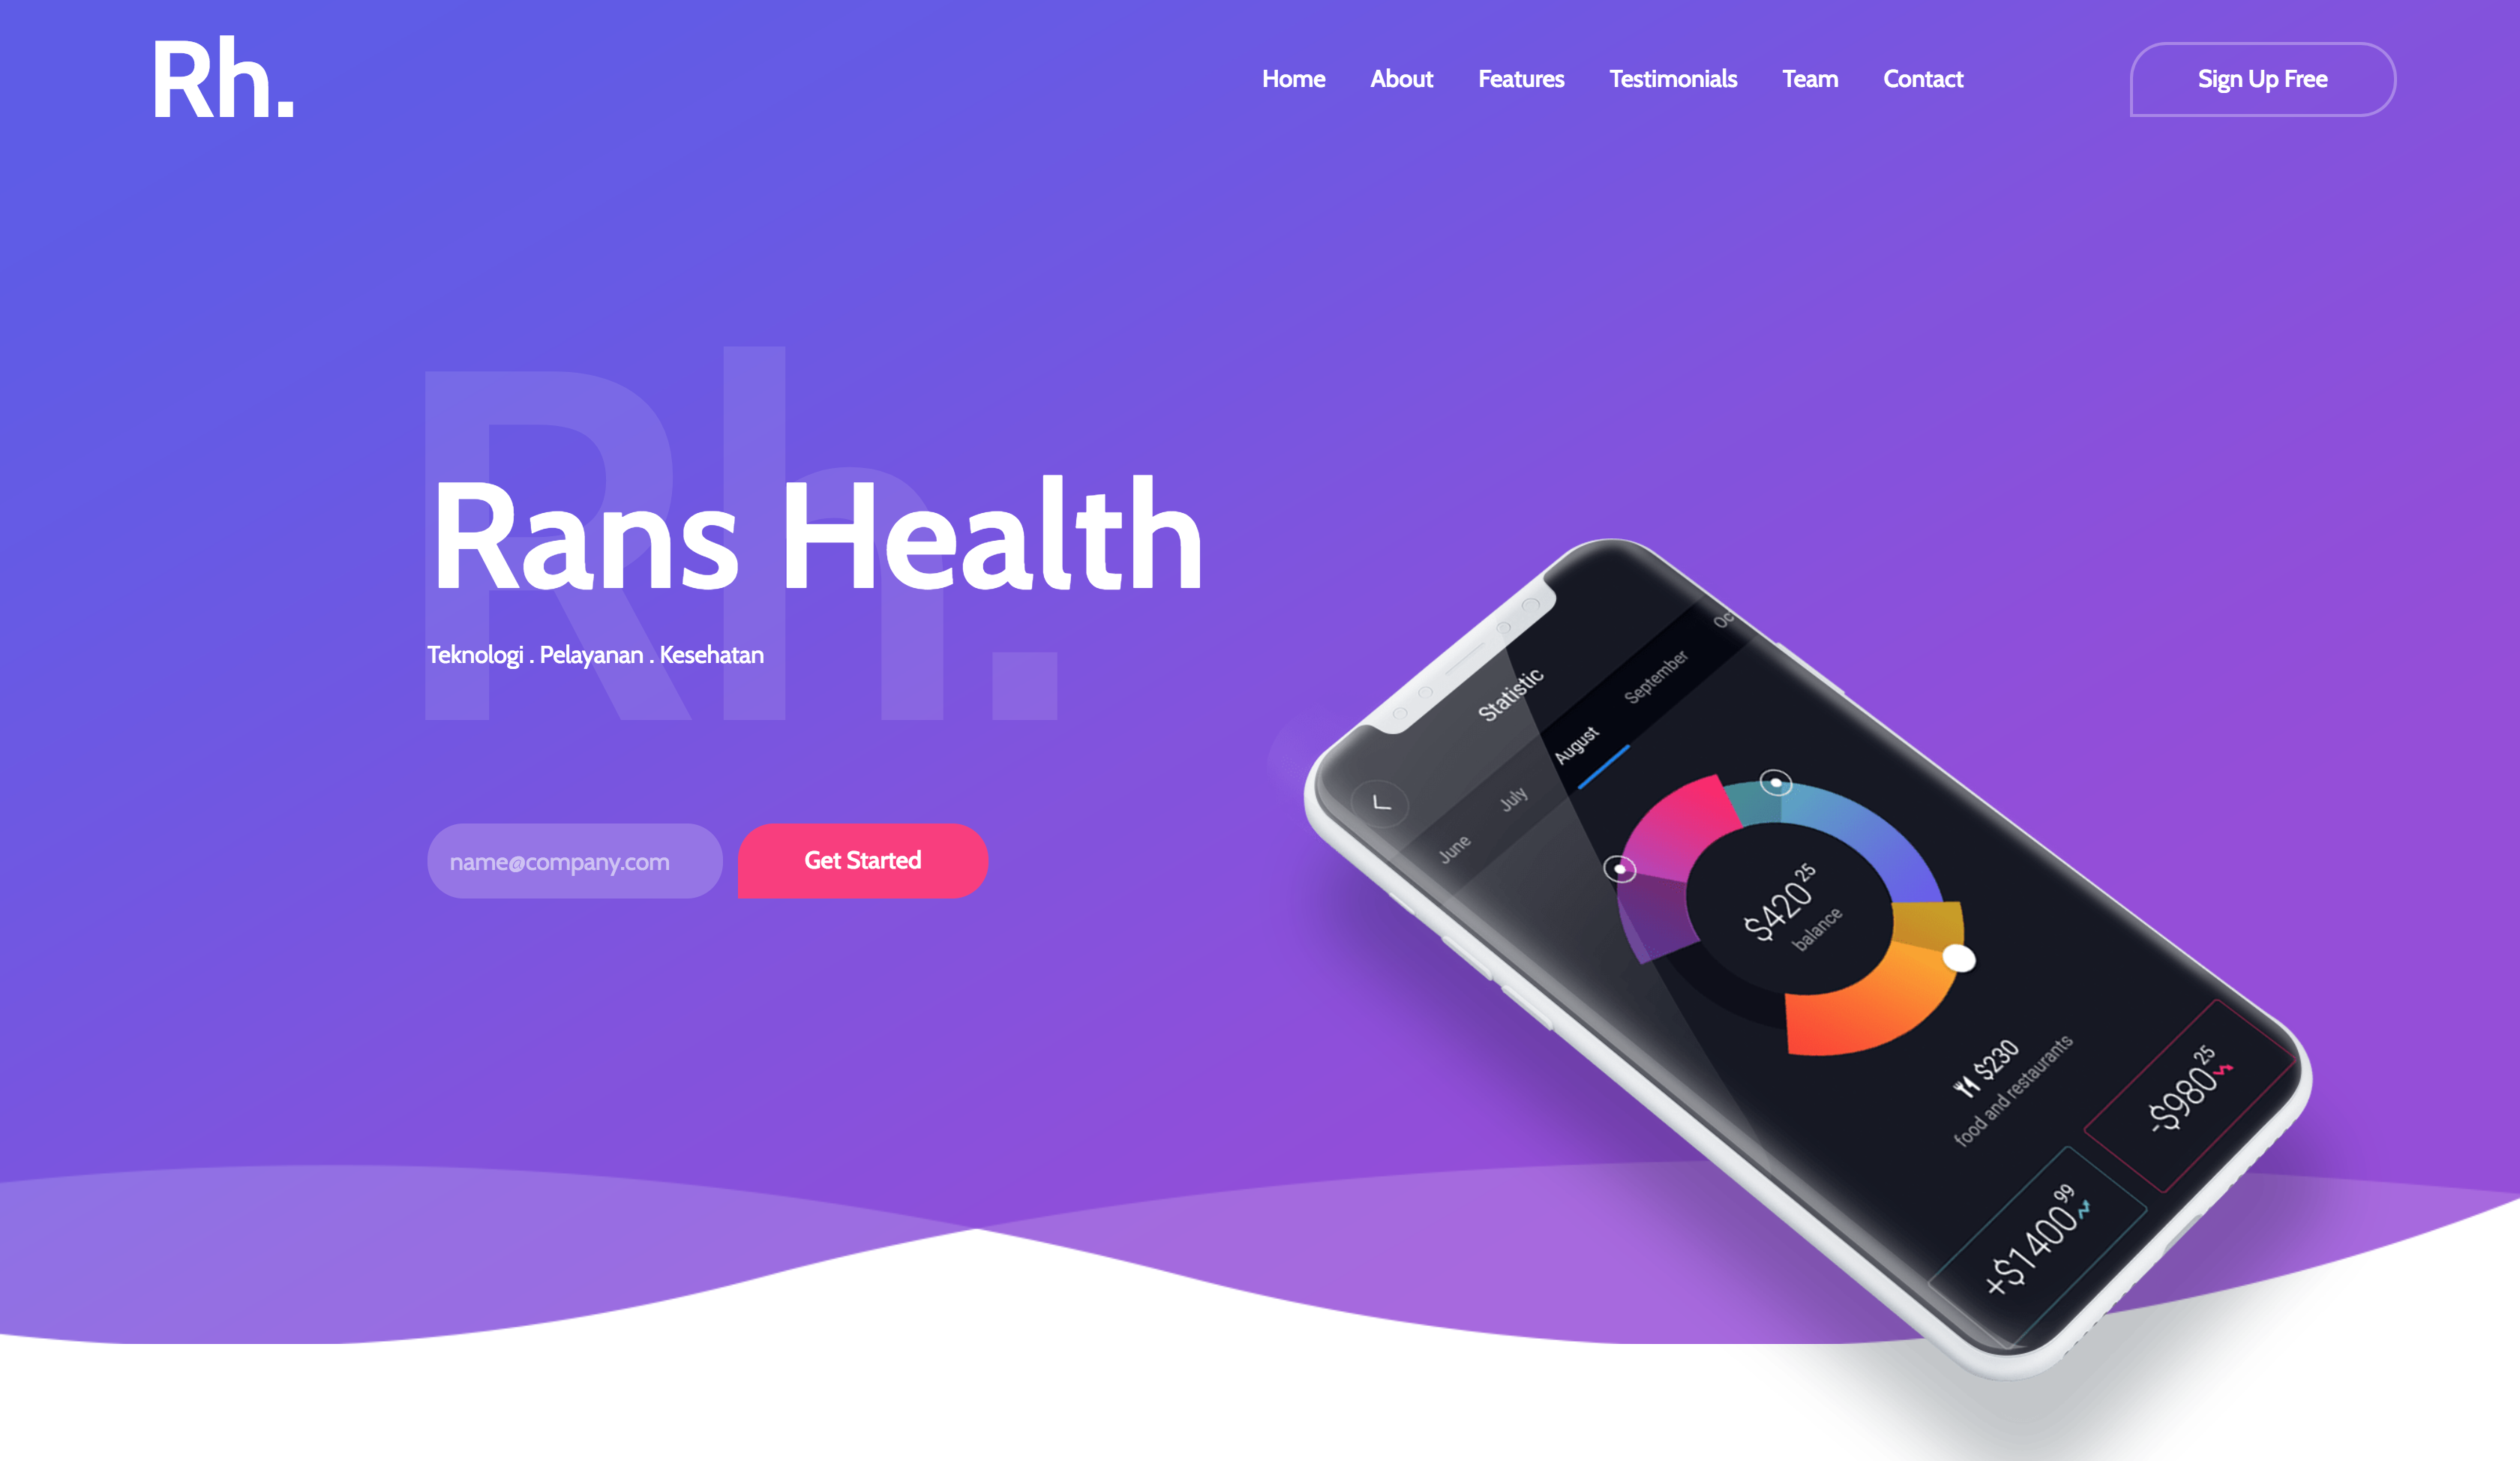 Rh.
Home About Features Testimonials Team Contact Sign Up Free
Rh.
Rans Health
Teknologi . Pelayanan . Kesehatan
name@company.com Get Started
Statistic
June July August September
$420 25
balance
$230
food and restaurants
+$1400 99
-$980 25